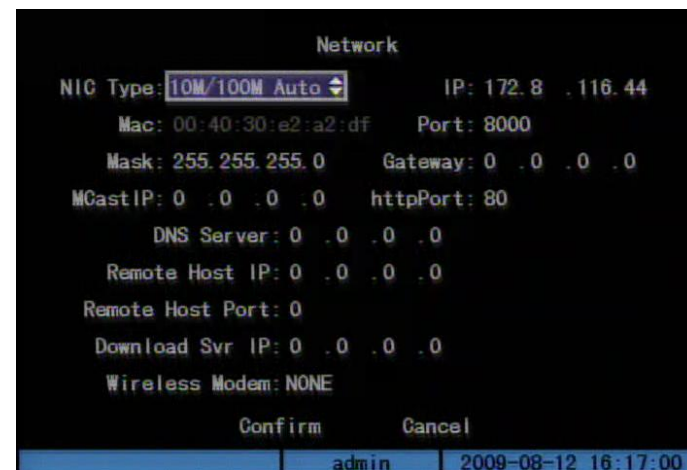 Network
NIC Type: 10M/100M Auto IP: 172.8 .116.44
Mac: 00:40:30:e2:a2:df Port: 8000
Mask: 255.255.255.0 Gateway: 0 .0 .0 .0
MCastIP: 0 .0 .0 .0 httpPort: 80
DNS Server: 0 .0 .0 .0
Remote Host IP: 0 .0 .0 .0
Remote Host Port: 0
Download Svr IP: 0 .0 .0 .0
Wireless Modem: NONE
Confirm Cancel
admin 2009-08-12 16:17:00